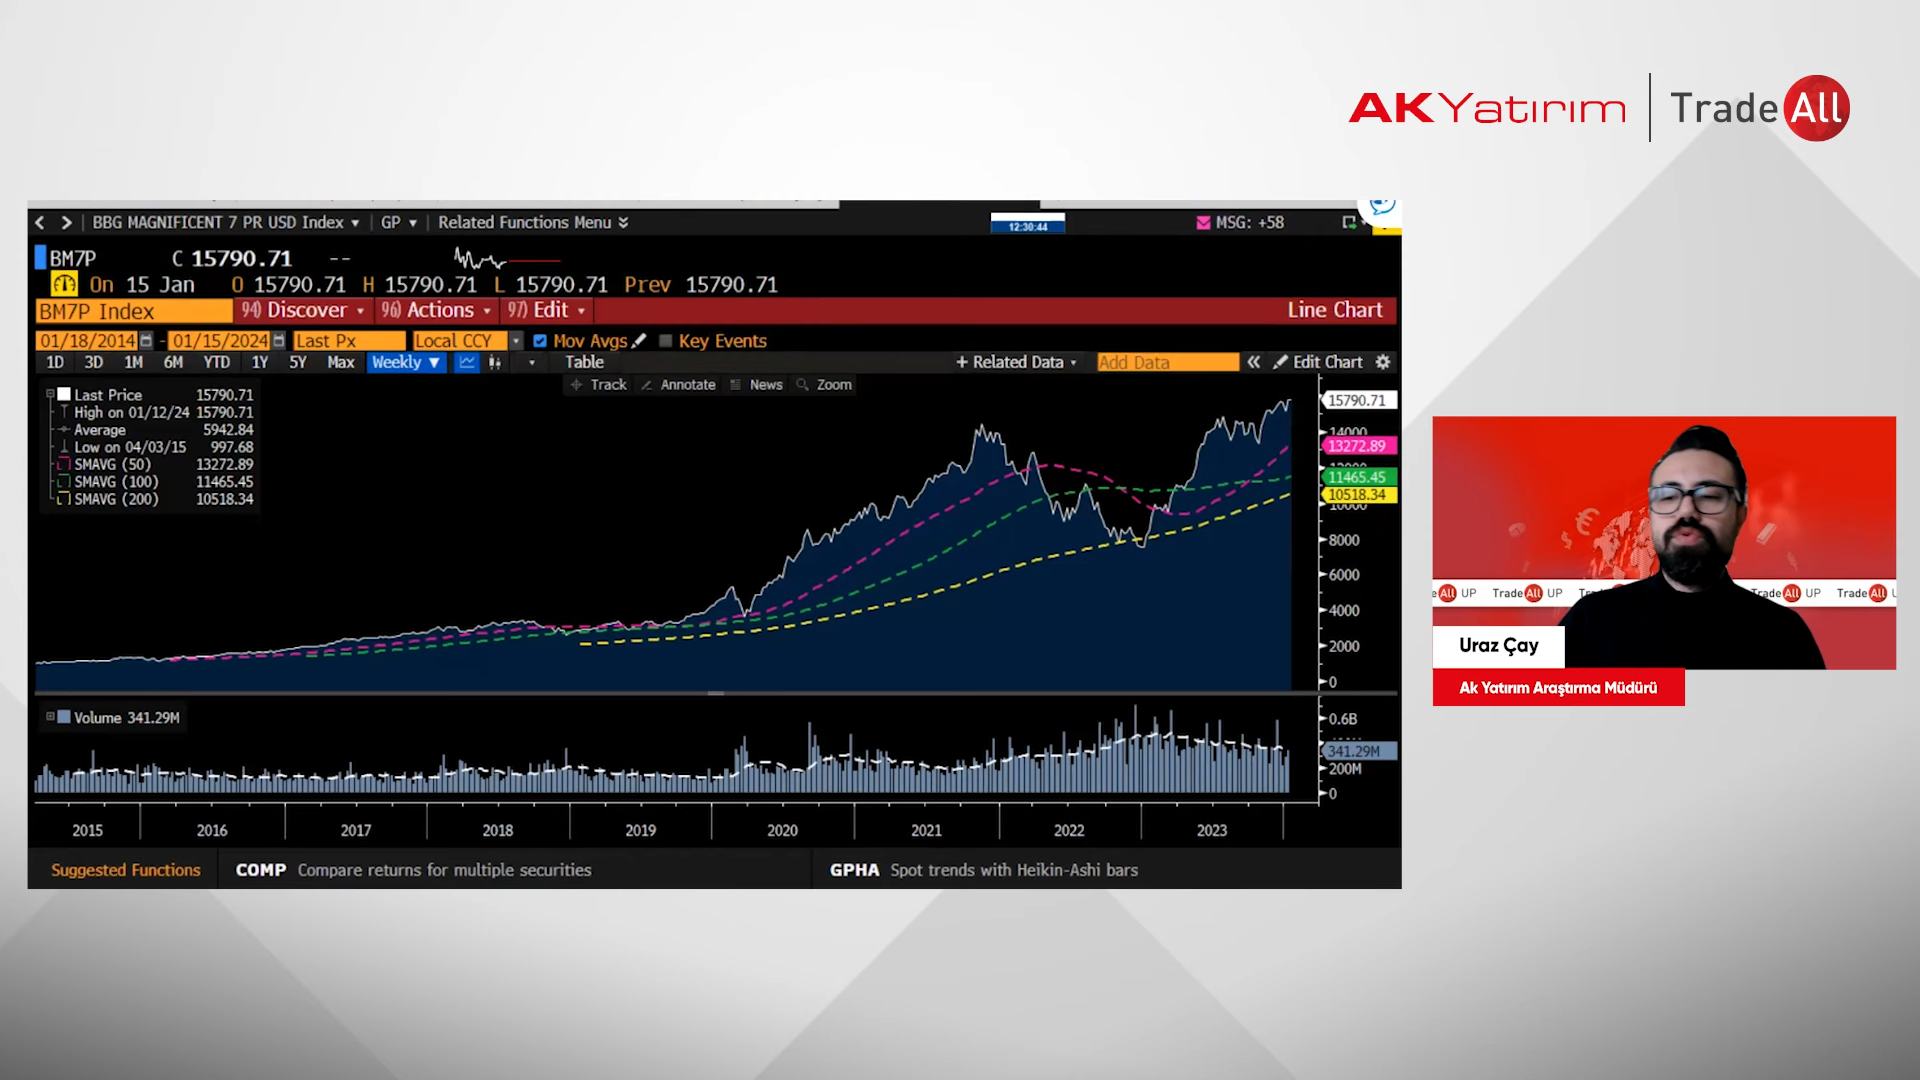 AKYatırım | TradeAll
BBG MAGNIFICENT 7 PR USD Index GP Related Functions Menu 12:30:44 MSG: +58
BM7P C 15790.71 --
On 15 Jan O 15790.71 H 15790.71 L 15790.71 Prev 15790.71
BM7P Index 94) Discover 96) Actions 97) Edit Line Chart
01/18/2014 - 01/15/2024 Last Px Local CCY Mov Avgs Key Events
1D 3D 1M 6M YTD 1Y 5Y Max Weekly Table + Related Data Add Data « Edit Chart
Track Annotate News Zoom
Last Price 15790.71
High on 01/12/24 15790.71
Average 5942.84
Low on 04/03/15 997.68
SMAVG (50) 13272.89
SMAVG (100) 11465.45
SMAVG (200) 10518.34
15790.71
14000
13272.89
11465.45
10518.34
10000
8000
6000
4000
2000
0
Volume 341.29M
0.6B
341.29M
200M
0
2015 2016 2017 2018 2019 2020 2021 2022 2023
Suggested Functions COMP Compare returns for multiple securities GPHA Spot trends with Heikin-Ashi bars
All UP TradeAll UP TradeAll UP TradeAll
Uraz Çay
Ak Yatırım Araştırma Müdürü